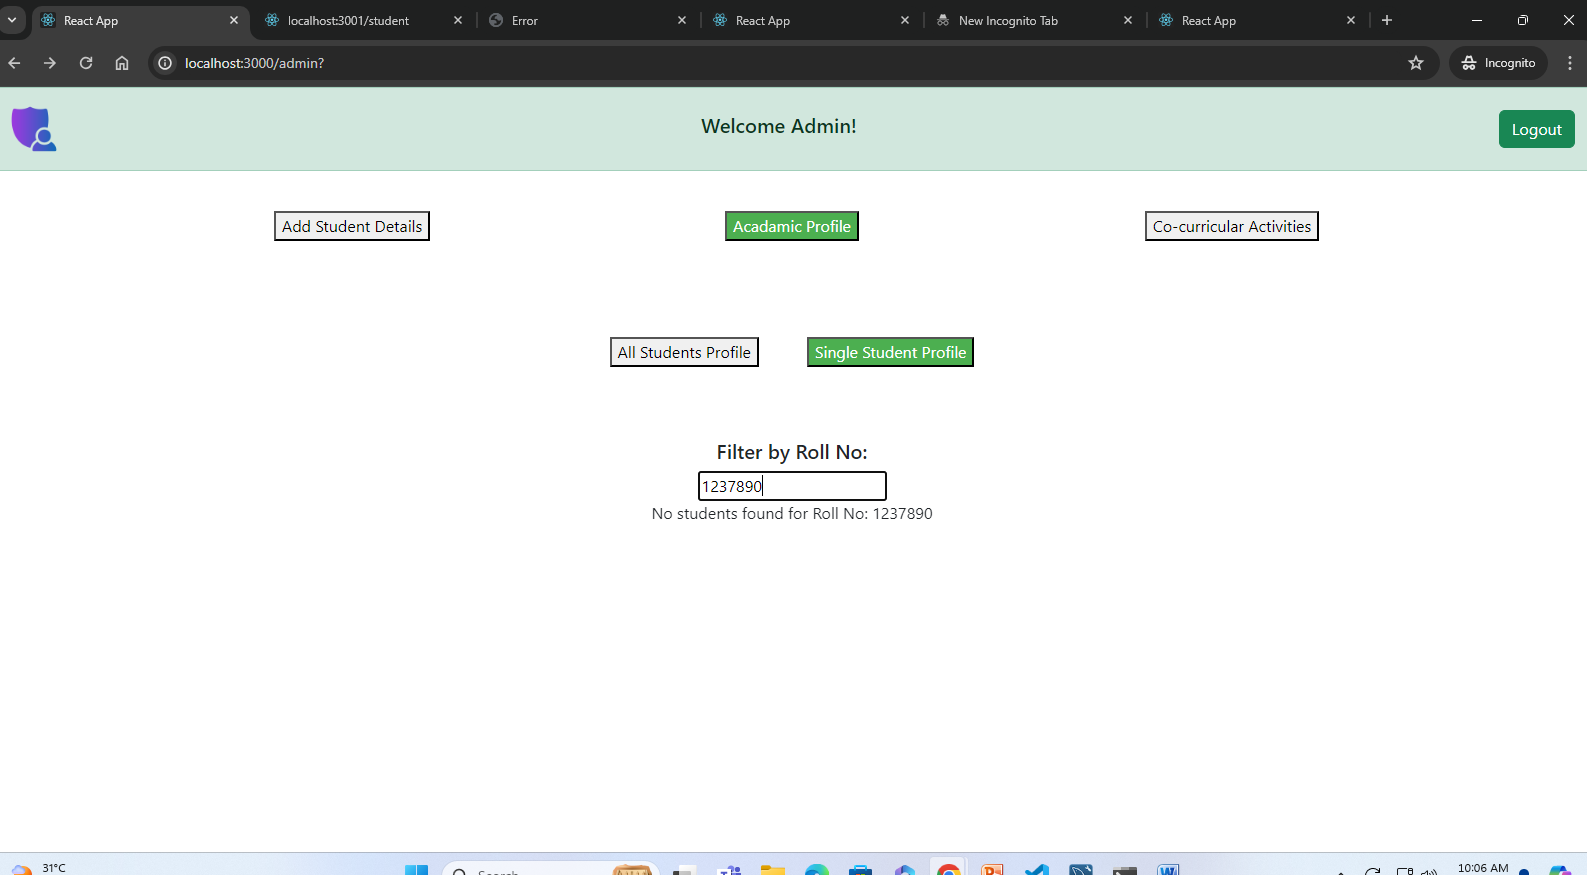 React App
localhost:3001/student
Error
React App
New Incognito Tab
React App
localhost:3000/admin?
Incognito
Welcome Admin!
Logout
Add Student Details
Acadamic Profile
Co-curricular Activities
All Students Profile
Single Student Profile
Filter by Roll No:
1237890
No students found for Roll No: 1237890
31°C
Search
10:06 AM